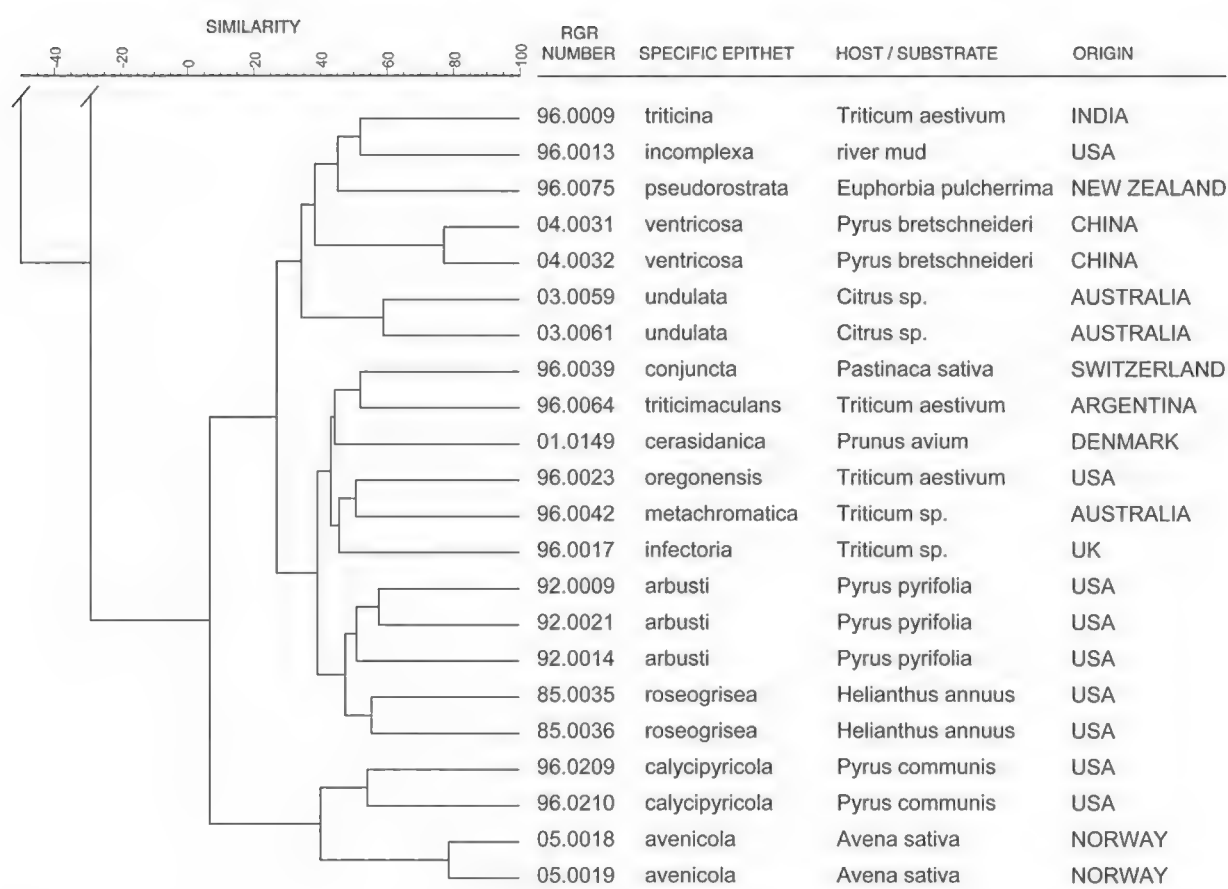 SIMILARITY
-40 -20 0 20 40 60 80 100
RGR NUMBER SPECIFIC EPITHET HOST / SUBSTRATE ORIGIN
96.0009 triticina Triticum aestivum INDIA
96.0013 incomplexa river mud USA
96.0075 pseudorostrata Euphorbia pulcherrima NEW ZEALAND
04.0031 ventricosa Pyrus bretschneideri CHINA
04.0032 ventricosa Pyrus bretschneideri CHINA
03.0059 undulata Citrus sp. AUSTRALIA
03.0061 undulata Citrus sp. AUSTRALIA
96.0039 conjuncta Pastinaca sativa SWITZERLAND
96.0064 triticimaculans Triticum aestivum ARGENTINA
01.0149 cerasidanica Prunus avium DENMARK
96.0023 oregonensis Triticum aestivum USA
96.0042 metachromatica Triticum sp. AUSTRALIA
96.0017 infectoria Triticum sp. UK
92.0009 arbusti Pyrus pyrifolia USA
92.0021 arbusti Pyrus pyrifolia USA
92.0014 arbusti Pyrus pyrifolia USA
85.0035 roseogrisea Helianthus annuus USA
85.0036 roseogrisea Helianthus annuus USA
96.0209 calycipyricola Pyrus communis USA
96.0210 calycipyricola Pyrus communis USA
05.0018 avenicola Avena sativa NORWAY
05.0019 avenicola Avena sativa NORWAY